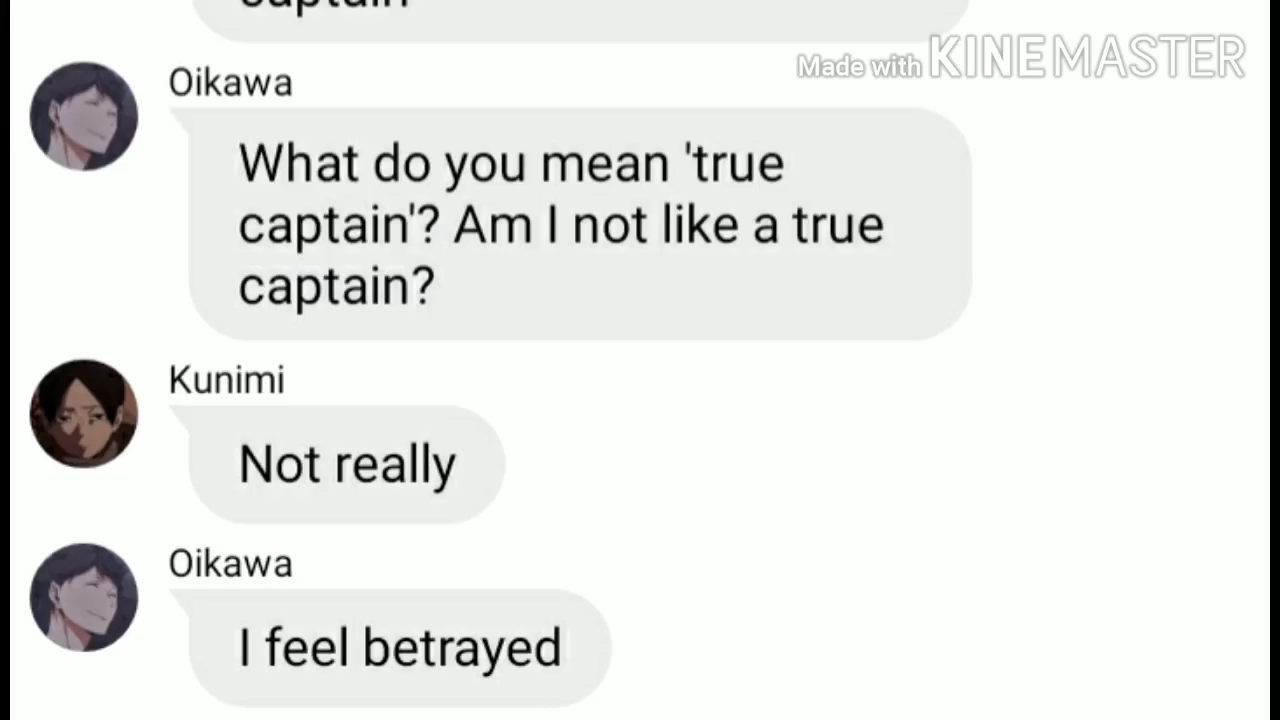 captain
Made with KINEMASTER
Oikawa
What do you mean 'true
captain'? Am I not like a true
captain?
Kunimi
Not really
Oikawa
I feel betrayed